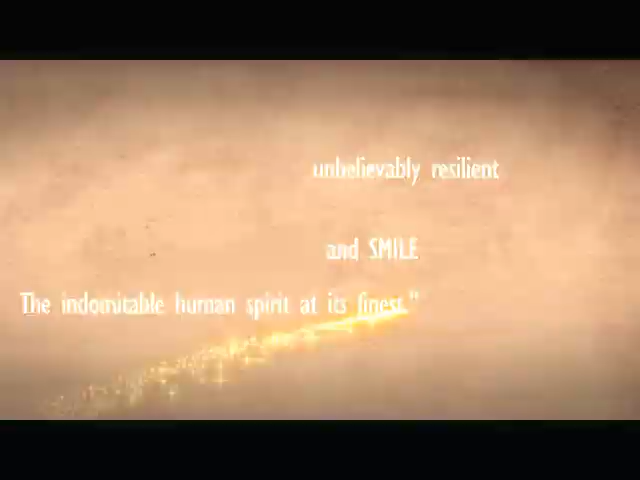 unbelievably resilient
and SMILE
The indomitable human spirit at its finest."